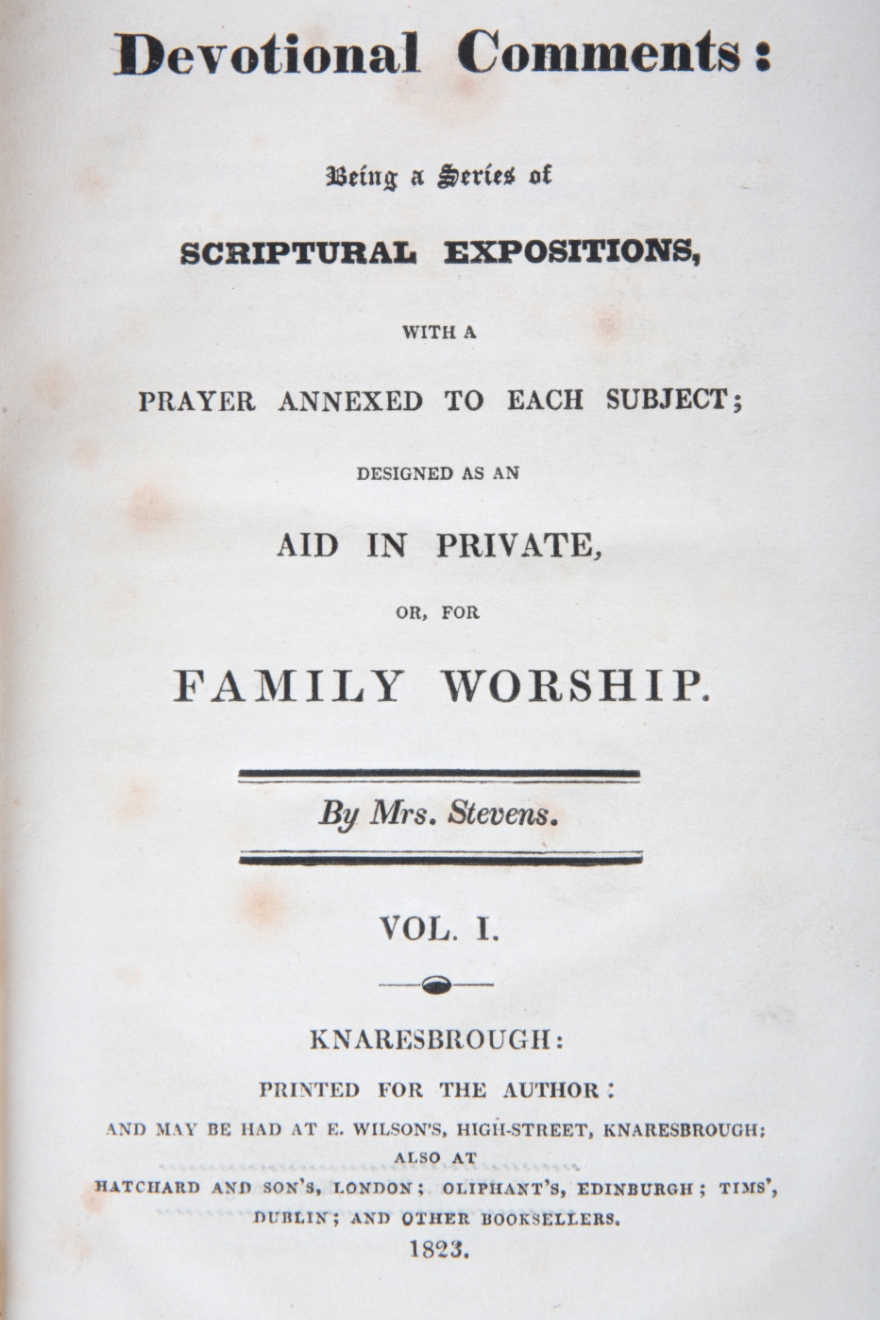 Devotional Comments:
Being a Series of
SCRIPTURAL EXPOSITIONS,
WITH A
PRAYER ANNEXED TO EACH SUBJECT;
DESIGNED AS AN
AID IN PRIVATE,
OR, FOR
FAMILY WORSHIP.
By Mrs. Stevens.
VOL. I.
KNARESBROUGH:
PRINTED FOR THE AUTHOR:
AND MAY BE HAD AT E. WILSON'S, HIGH-STREET, KNARESBROUGH;
ALSO AT
HATCHARD AND SON'S, LONDON; OLIPHANT'S, EDINBURGH; TIMS',
DUBLIN; AND OTHER BOOKSELLERS.
1823.